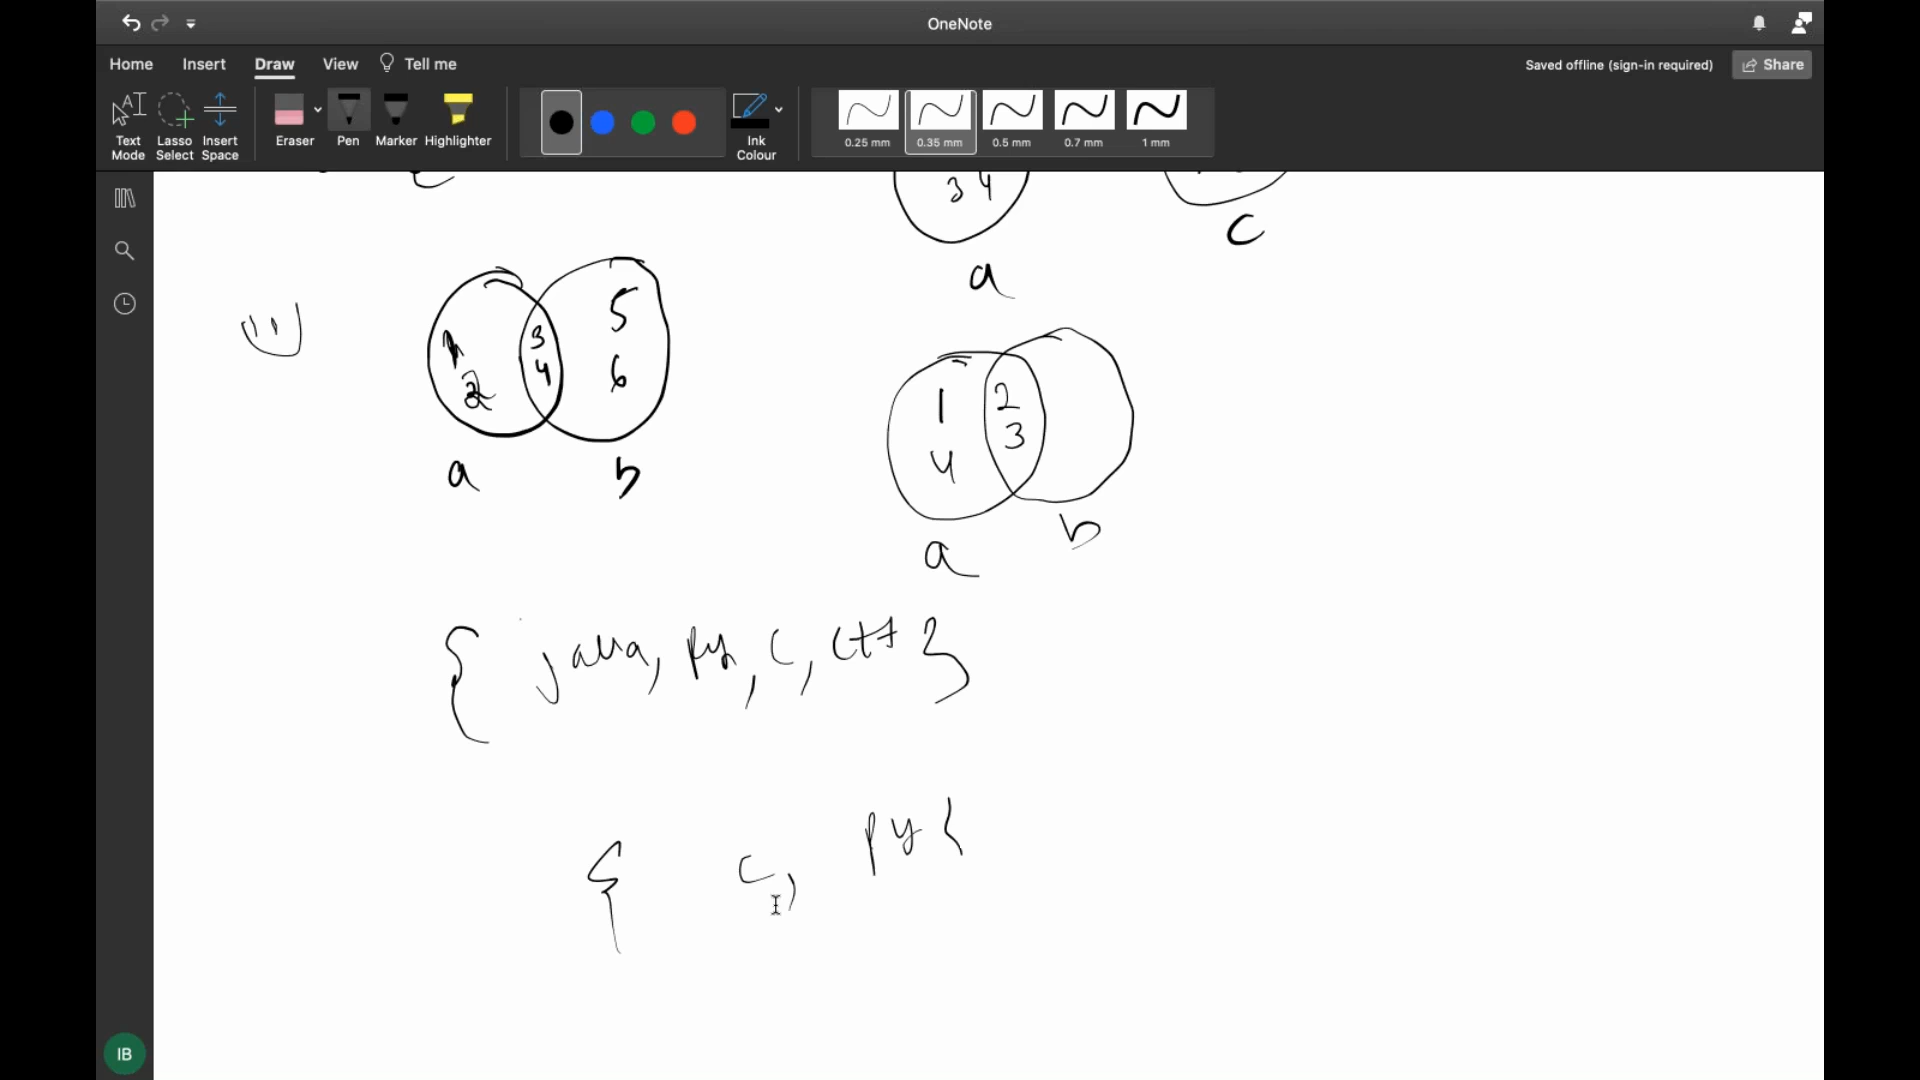 OneNote
Home Insert Draw View Tell me
Saved offline (sign-in required) Share
Text Mode
Lasso Select
Insert Space
Eraser
Pen
Marker
Highlighter
Ink Colour
0.25 mm
0.35 mm
0.5 mm
0.7 mm
1 mm
3 4
c
a
1 3 5
2 4 6
a b
1 2
4 3
a b
{ java, py, c, c++ }
{ c, py {
IB